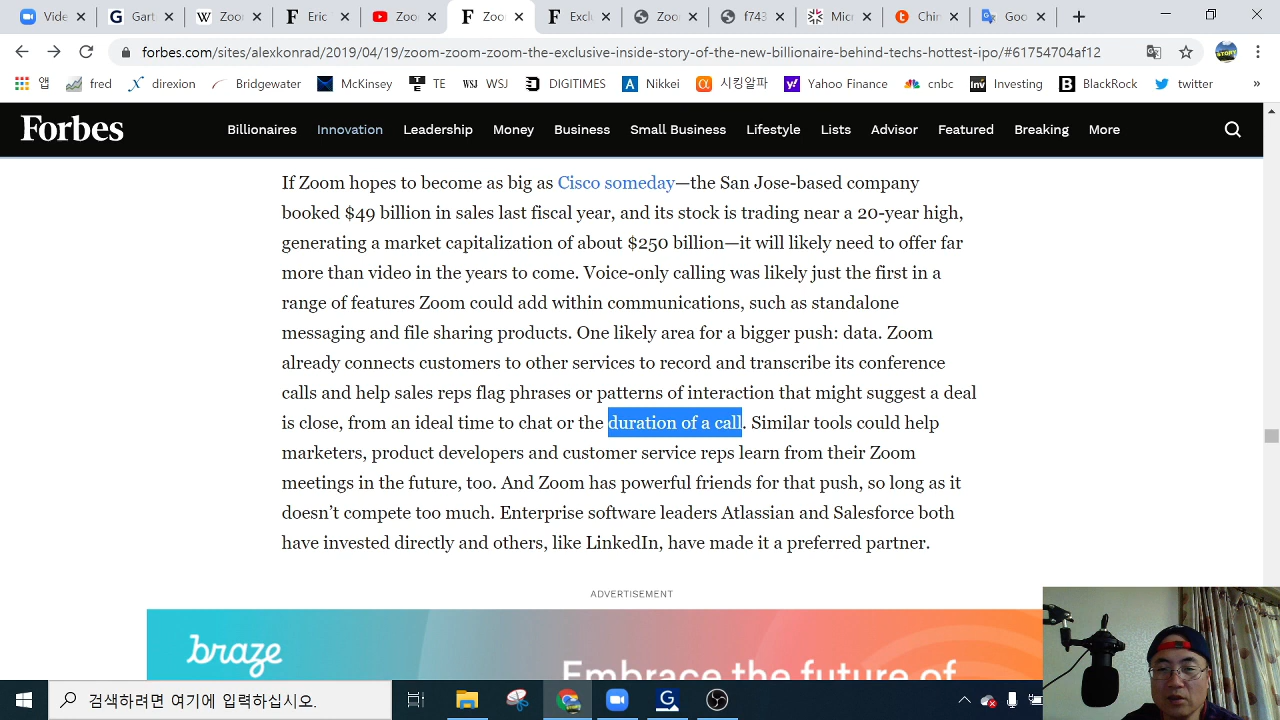 Vide
Gart
Wiz
Eric
Zoo
Zoo
Exclu
Zoo
f743
Micr
Chin
Goo
forbes.com/sites/alexkonrad/2019/04/19/zoom-zoom-zoom-the-exclusive-inside-story-of-the-new-billionaire-behind-techs-hottest-ipo/#61754704af12
앱 fred direxion Bridgewater McKinsey TE WSJ DIGITIMES Nikkei 시킹알파 Yahoo Finance cnbc Investing BlackRock twitter
Forbes Billionaires Innovation Leadership Money Business Small Business Lifestyle Lists Advisor Featured Breaking More
If Zoom hopes to become as big as Cisco someday—the San Jose-based company
booked $49 billion in sales last fiscal year, and its stock is trading near a 20-year high,
generating a market capitalization of about $250 billion—it will likely need to offer far
more than video in the years to come. Voice-only calling was likely just the first in a
range of features Zoom could add within communications, such as standalone
messaging and file sharing products. One likely area for a bigger push: data. Zoom
already connects customers to other services to record and transcribe its conference
calls and help sales reps flag phrases or patterns of interaction that might suggest a deal
is close, from an ideal time to chat or the duration of a call. Similar tools could help
marketers, product developers and customer service reps learn from their Zoom
meetings in the future, too. And Zoom has powerful friends for that push, so long as it
doesn’t compete too much. Enterprise software leaders Atlassian and Salesforce both
have invested directly and others, like LinkedIn, have made it a preferred partner.
ADVERTISEMENT
braze
Embrace the future of
검색하려면 여기에 입력하십시오.